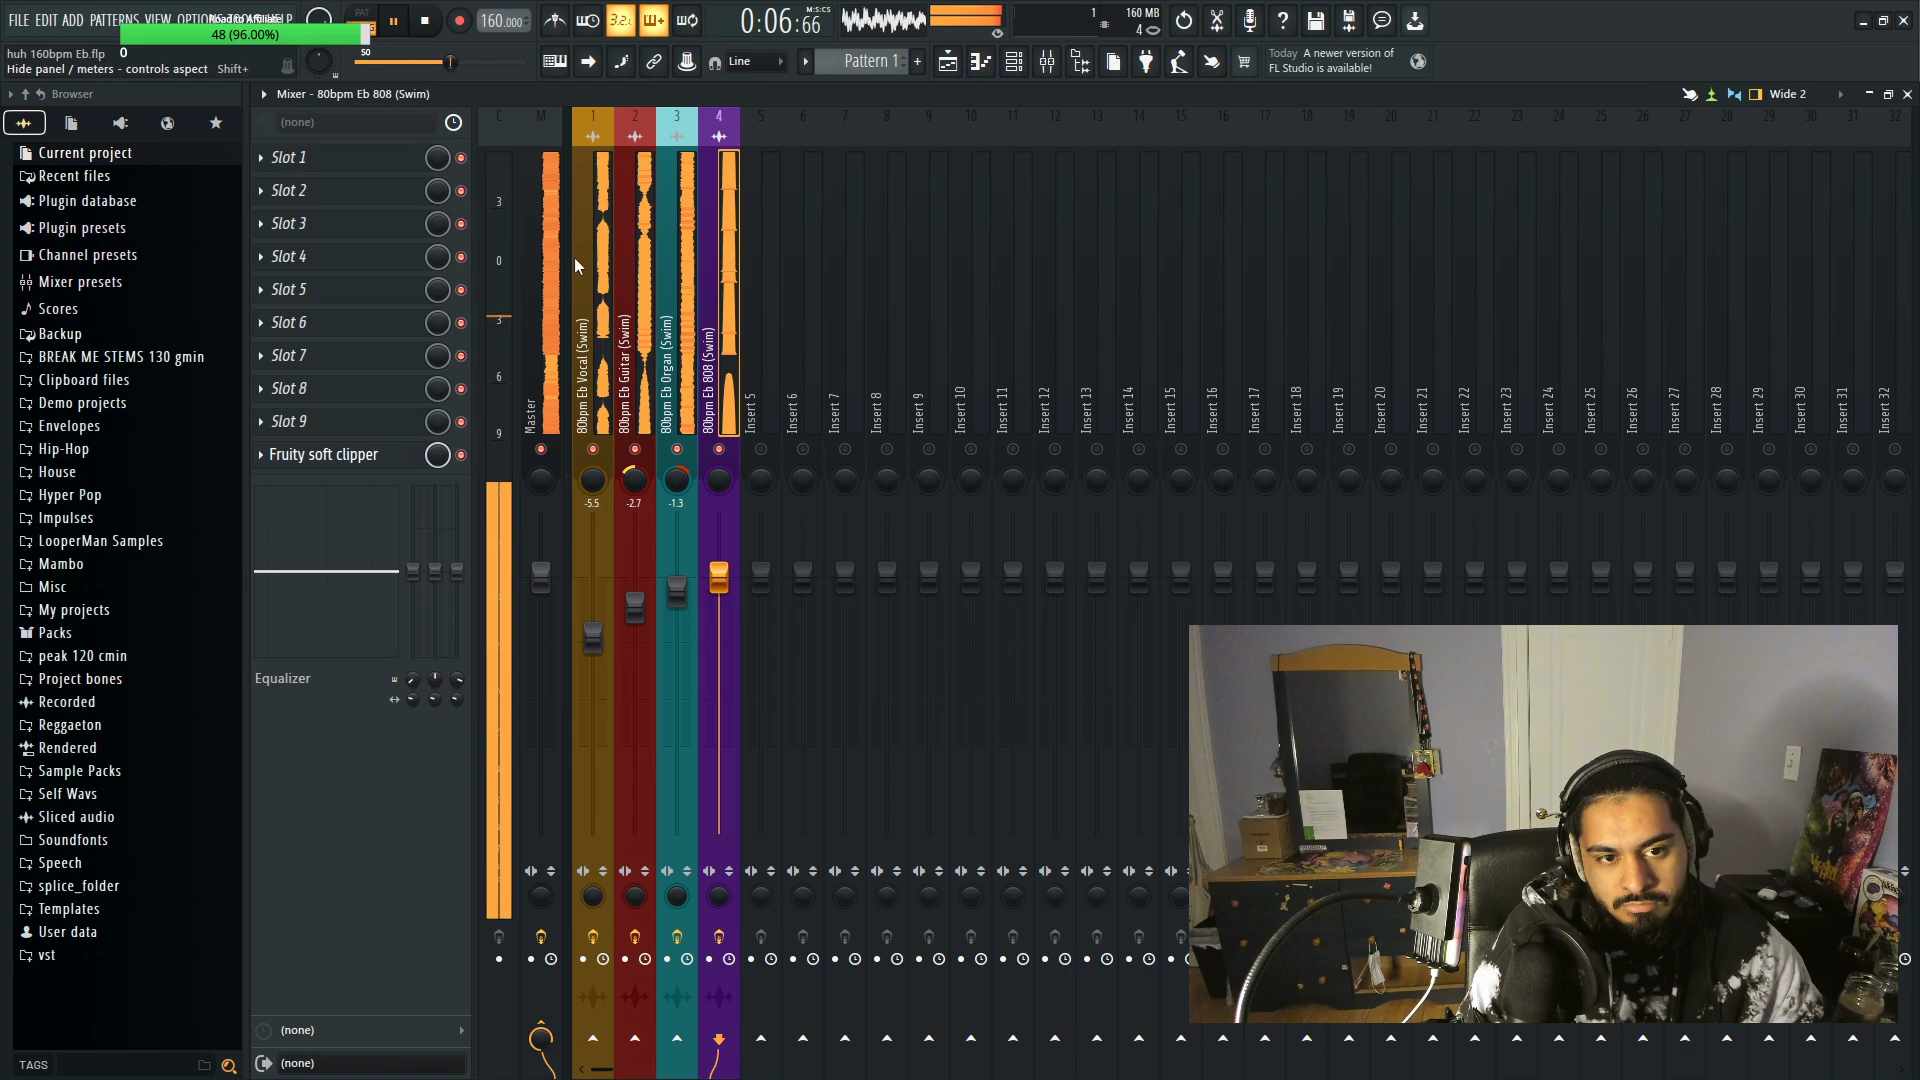 FILE EDIT ADD PATTERNS VIEW
Road to Affiliate!
48 (96.00%)
0
50
huh 160bpm Eb.flp
Hide panel / meters - controls aspect Shift+
PAT
160.000
3.2.
0:06:66
M:S:CS
1
160 MB
4
Line
Pattern 1
+
Today A newer version of
FL Studio is available!
Browser
Mixer - 80bpm Eb 808 (Swim)
Wide 2
Current project
Recent files
Plugin database
Plugin presets
Channel presets
Mixer presets
Scores
Backup
BREAK ME STEMS 130 gmin
Clipboard files
Demo projects
Envelopes
Hip-Hop
House
Hyper Pop
Impulses
LooperMan Samples
Mambo
Misc
My projects
Packs
peak 120 cmin
Project bones
Recorded
Reggaeton
Rendered
Sample Packs
Self Wavs
Sliced audio
Soundfonts
Speech
splice_folder
Templates
User data
vst
TAGS
(none)
Slot 1
Slot 2
Slot 3
Slot 4
Slot 5
Slot 6
Slot 7
Slot 8
Slot 9
Fruity soft clipper
Equalizer
(none)
(none)
C M 1 2 3 4 5 6 7 8 9 10 11 12 13 14 15 16 17 18 19 20 21 22 23 24 25 26 27 28 29 30 31 32
3
0
3
6
9
Master
80bpm Eb Vocal (Swim)
80bpm Eb Guitar (Swim)
80bpm Eb Organ (Swim)
80bpm Eb 808 (Swim)
Insert 5
Insert 6
Insert 7
Insert 8
Insert 9
Insert 10
Insert 11
Insert 12
Insert 13
Insert 14
Insert 15
Insert 16
Insert 17
Insert 18
Insert 19
Insert 20
Insert 21
Insert 22
Insert 23
Insert 24
Insert 25
Insert 26
Insert 27
Insert 28
Insert 29
Insert 30
Insert 31
Insert 32
-5.5
-2.7
-1.3